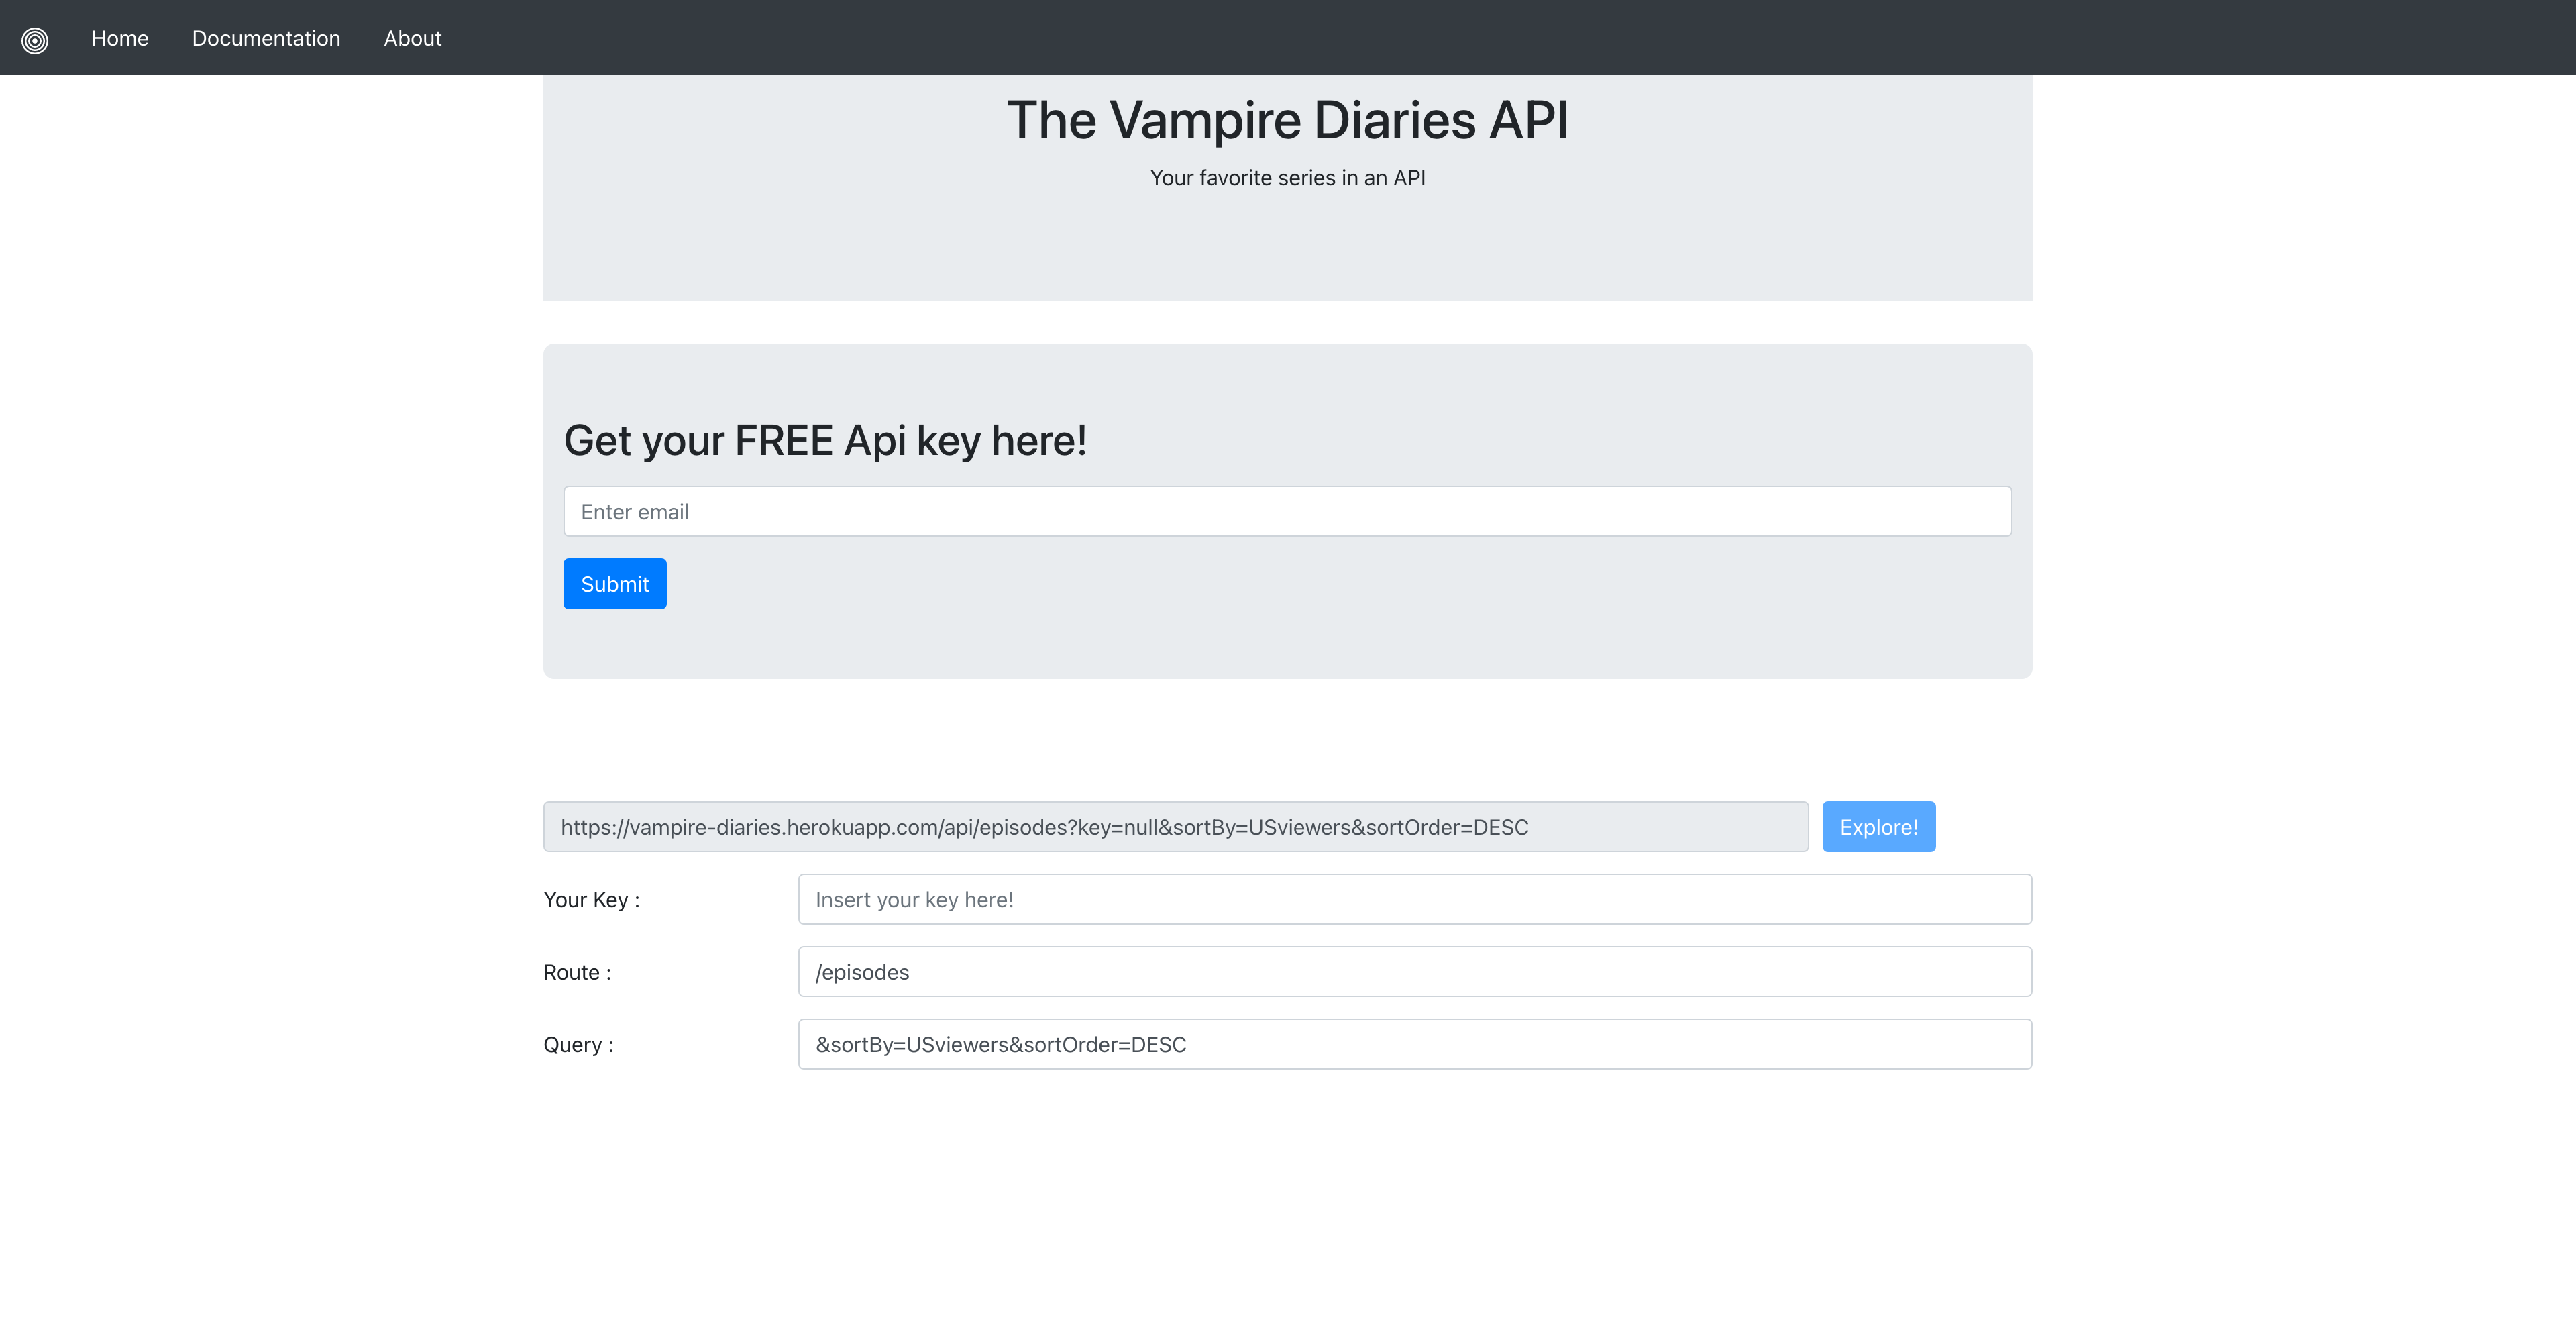 Home Documentation About
The Vampire Diaries API
Your favorite series in an API
Get your FREE Api key here!
Enter email
Submit
https://vampire-diaries.herokuapp.com/api/episodes?key=null&sortBy=USviewers&sortOrder=DESC Explore!
Your Key : Insert your key here!
Route : /episodes
Query : &sortBy=USviewers&sortOrder=DESC